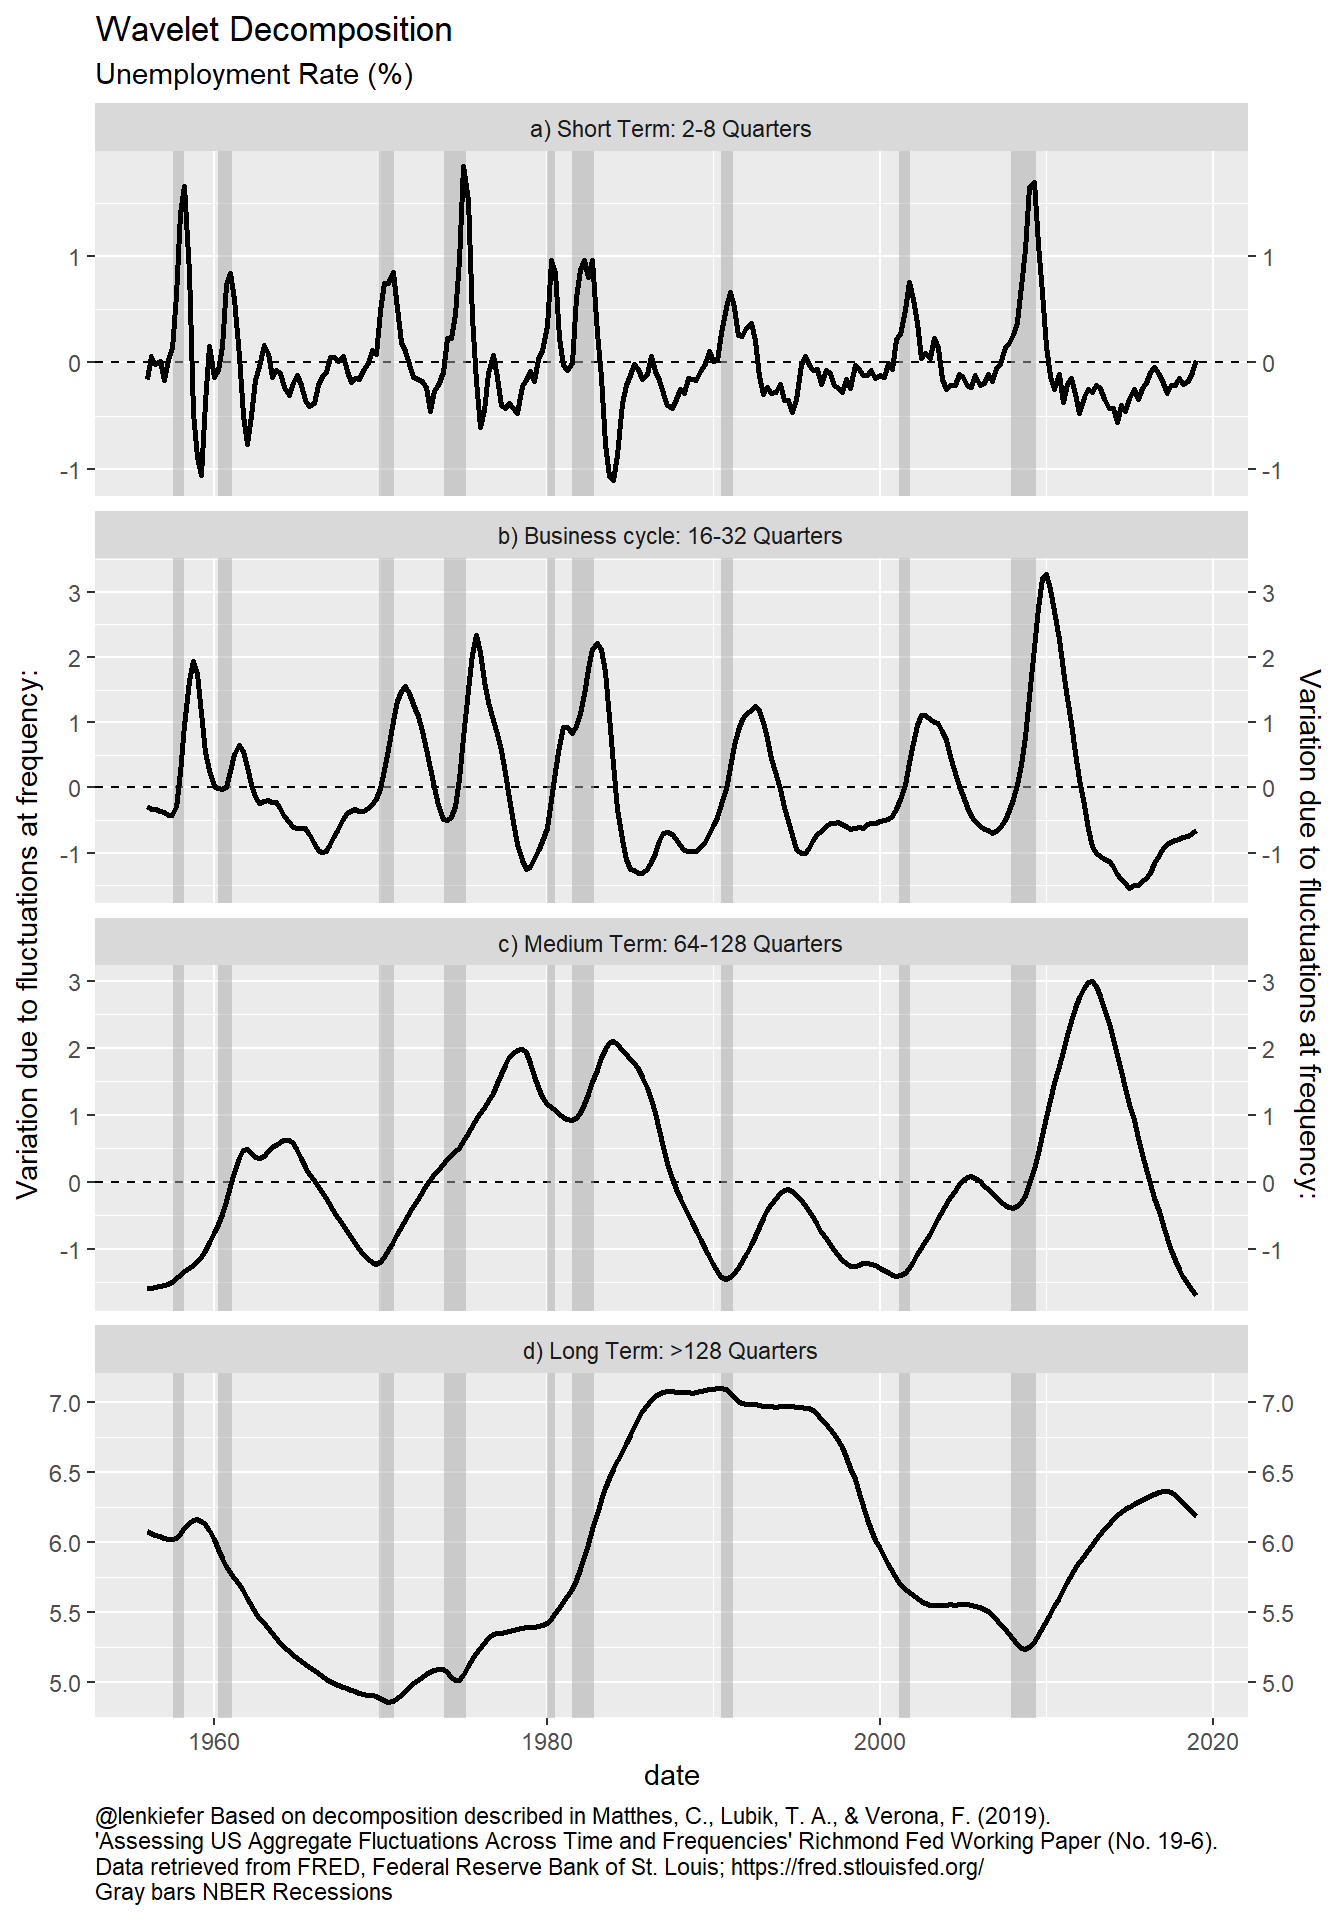 Wavelet Decomposition
Unemployment Rate (%)
a) Short Term: 2-8 Quarters
1
0
-1
1
0
-1
b) Business cycle: 16-32 Quarters
3
2
1
0
-1
3
2
1
0
-1
c) Medium Term: 64-128 Quarters
3
2
1
0
-1
3
2
1
0
-1
d) Long Term: >128 Quarters
7.0
6.5
6.0
5.5
5.0
7.0
6.5
6.0
5.5
5.0
Variation due to fluctuations at frequency:
Variation due to fluctuations at frequency:
1960 1980 2000 2020
date
@lenkiefer Based on decomposition described in Matthes, C., Lubik, T. A., & Verona, F. (2019).
'Assessing US Aggregate Fluctuations Across Time and Frequencies' Richmond Fed Working Paper (No. 19-6).
Data retrieved from FRED, Federal Reserve Bank of St. Louis; https://fred.stlouisfed.org/
Gray bars NBER Recessions